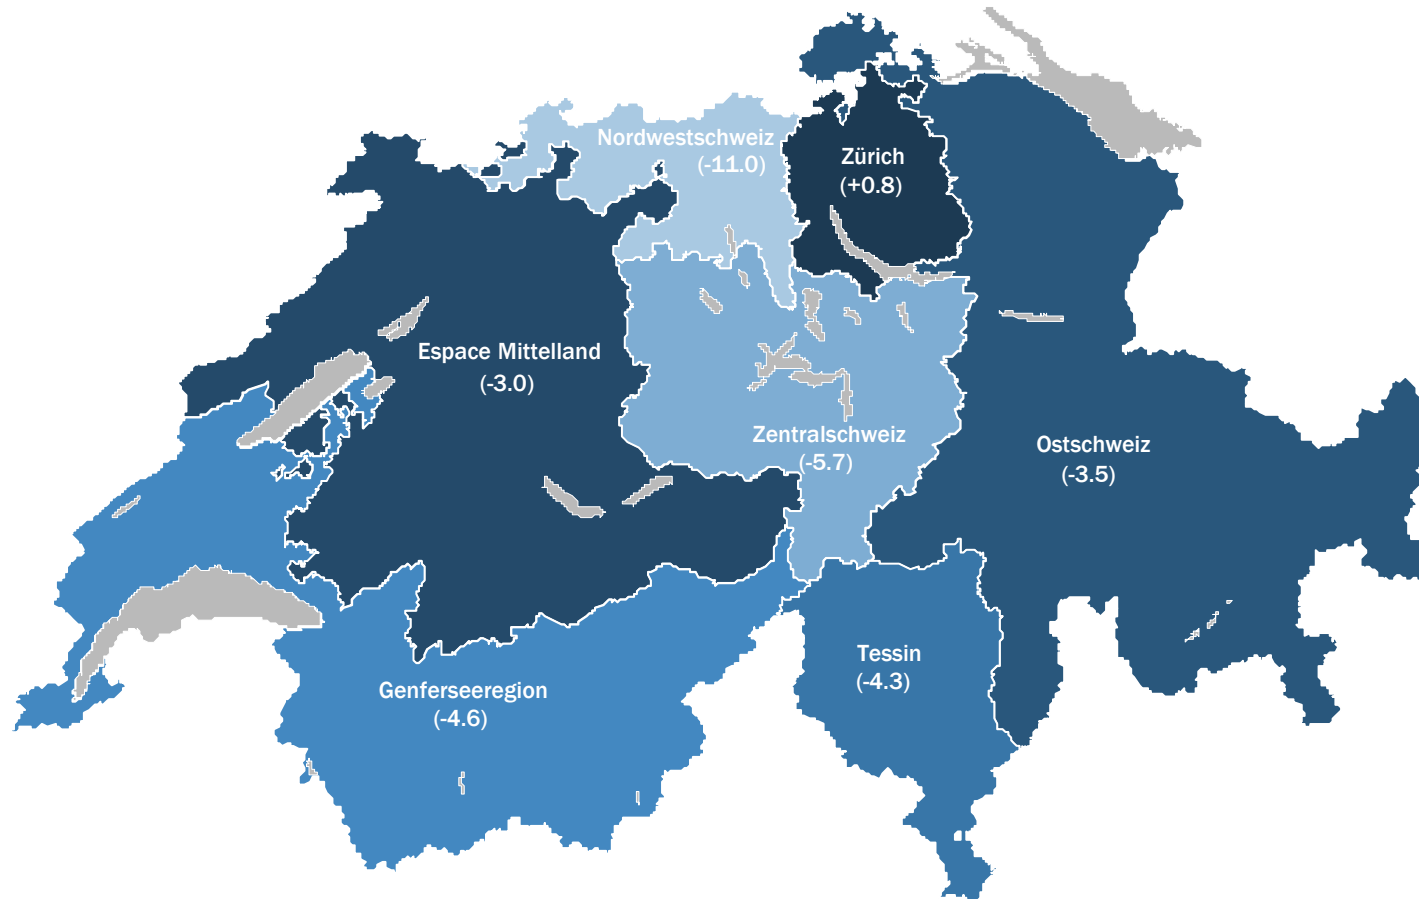 Nordwestschweiz
(-11.0)
Zürich
(+0.8)
Espace Mittelland
(-3.0)
Zentralschweiz
(-5.7)
Ostschweiz
(-3.5)
Tessin
(-4.3)
Genferseeregion
(-4.6)